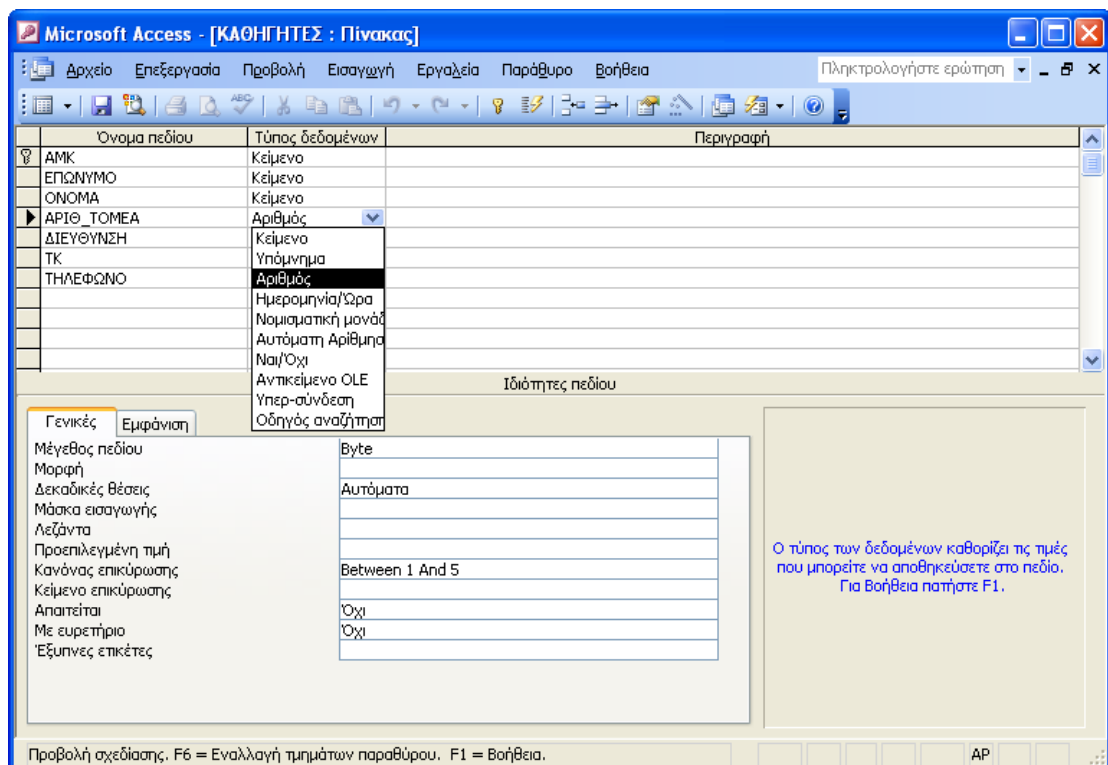 Microsoft Access - [ΚΑΘΗΓΗΤΕΣ : Πίνακας]
Αρχείο Επεξεργασία Προβολή Εισαγωγή Εργαλεία Παράθυρο Βοήθεια Πληκτρολογήστε ερώτηση
Όνομα πεδίου Τύπος δεδομένων Περιγραφή
ΑΜΚ Κείμενο
ΕΠΩΝΥΜΟ Κείμενο
ΟΝΟΜΑ Κείμενο
ΑΡΙΘ_ΤΟΜΕΑ Αριθμός
ΔΙΕΥΘΥΝΣΗ Κείμενο
ΤΚ Υπόμνημα
ΤΗΛΕΦΩΝΟ Αριθμός
Ημερομηνία/Ώρα
Νομισματική μονάδ
Αυτόματη Αρίθμησ
Ναι/Όχι
Αντικείμενο OLE
Υπερ-σύνδεση
Οδηγός αναζήτηση
Ιδιότητες πεδίου
Γενικές Εμφάνιση
Μέγεθος πεδίου Byte
Μορφή
Δεκαδικές θέσεις Αυτόματα
Μάσκα εισαγωγής
Λεζάντα
Προεπιλεγμένη τιμή
Κανόνας επικύρωσης Between 1 And 5
Κείμενο επικύρωσης
Απαιτείται Όχι
Με ευρετήριο Όχι
Έξυπνες ετικέτες
Ο τύπος των δεδομένων καθορίζει τις τιμές
που μπορείτε να αποθηκεύσετε στο πεδίο.
Για Βοήθεια πατήστε F1.
Προβολή σχεδίασης. F6 = Εναλλαγή τμημάτων παραθύρου. F1 = Βοήθεια. ΑΡ